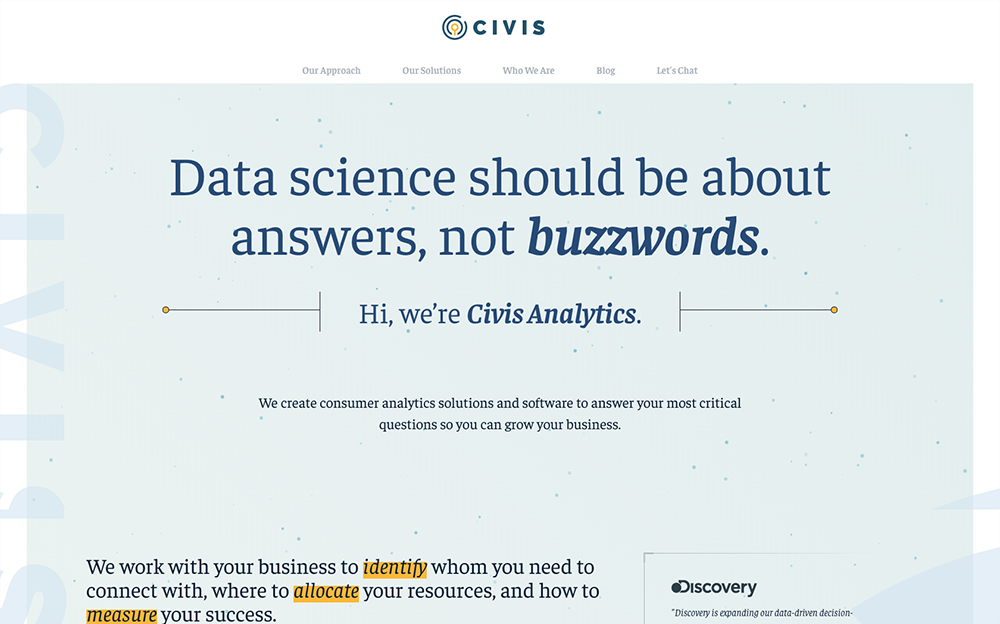 CIVIS
Our Approach
Our Solutions
Who We Are
Blog
Let's Chat
CIVIS
Data science should be about
answers, not buzzwords.
Hi, we're Civis Analytics.
We create consumer analytics solutions and software to answer your most critical
questions so you can grow your business.
We work with your business to identify whom you need to
connect with, where to allocate your resources, and how to
measure your success.
Discovery
"Discovery is expanding our data-driven decision-